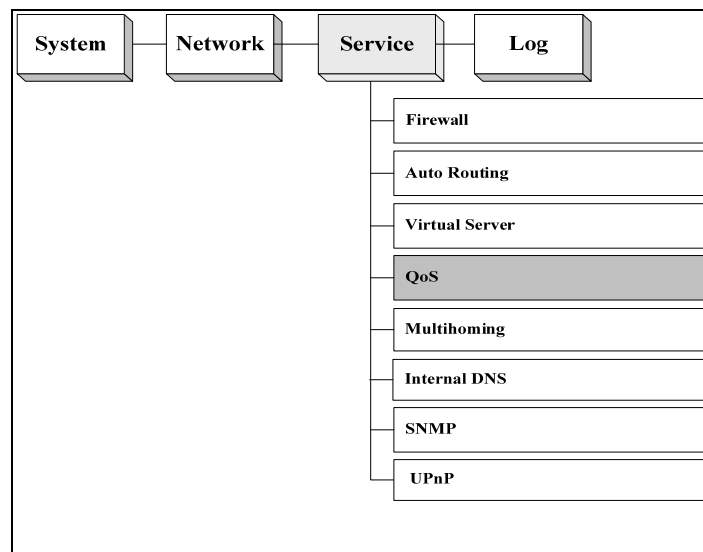 System
Network
Service
Log
Firewall
Auto Routing
Virtual Server
QoS
Multihoming
Internal DNS
SNMP
UPnP